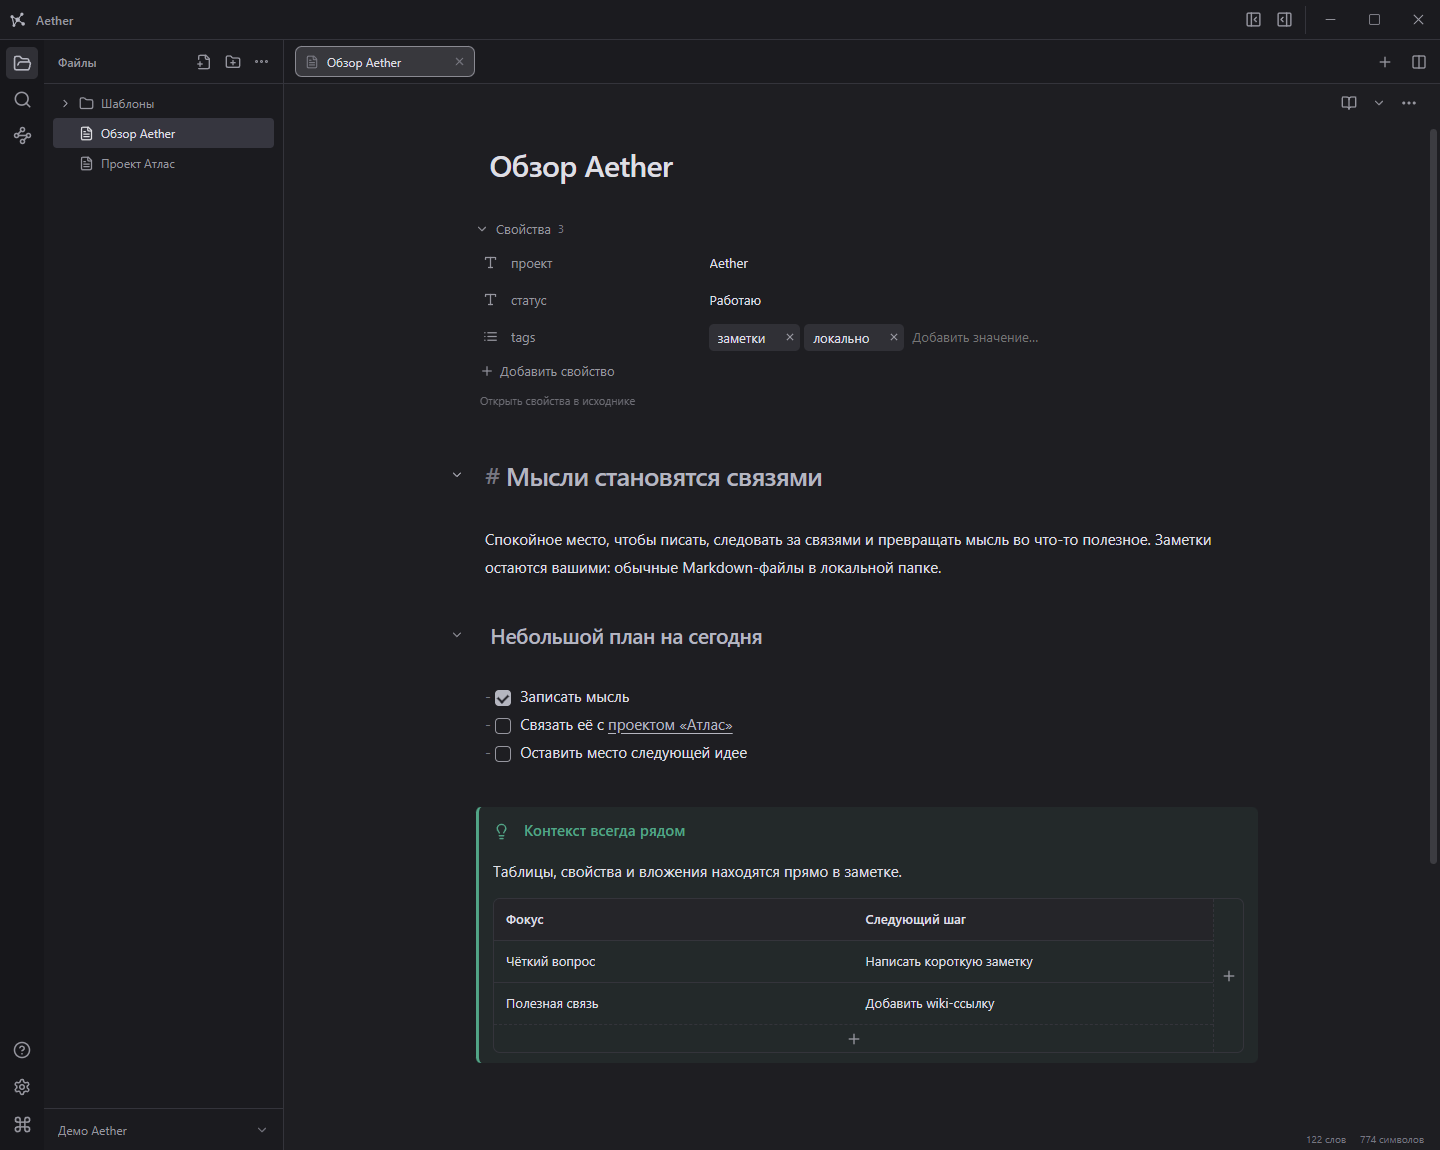 Aether
Файлы
Обзор Aether
Шаблоны
Обзор Aether
Проект Атлас
Обзор Aether
Свойства 3
проект Aether
статус Работаю
tags заметки локально Добавить значение...
Добавить свойство
Открыть свойства в исходнике
# Мысли становятся связями
Спокойное место, чтобы писать, следовать за связями и превращать мысль во что-то полезное. Заметки
остаются вашими: обычные Markdown-файлы в локальной папке.
Небольшой план на сегодня
- Записать мысль
- Связать её с проектом «Атлас»
- Оставить место следующей идее
Контекст всегда рядом
Таблицы, свойства и вложения находятся прямо в заметке.
Фокус Следующий шаг
Чёткий вопрос Написать короткую заметку
Полезная связь Добавить wiki-ссылку
Демо Aether
122 слов 774 символов